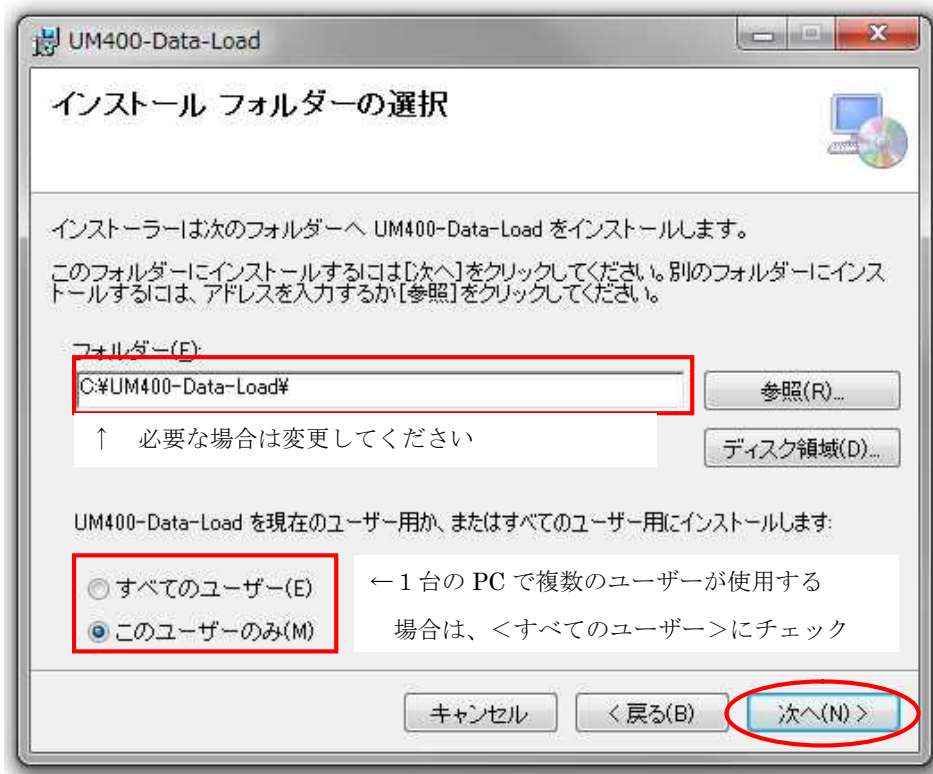 UM400-Data-Load
インストール フォルダーの選択
インストーラーは次のフォルダーへ UM400-Data-Load をインストールします。
このフォルダーにインストールするには[次へ]をクリックしてください。別のフォルダーにインス
トールするには、アドレスを入力するか[参照]をクリックしてください。
フォルダー(F):
C:¥UM400-Data-Load¥
参照(R)...
↑ 必要な場合は変更してください
ディスク領域(D)...
UM400-Data-Load を現在のユーザー用か、またはすべてのユーザー用にインストールします:
すべてのユーザー(E)
←１台の PC で複数のユーザーが使用する
このユーザーのみ(M)
場合は、＜すべてのユーザー＞にチェック
キャンセル
< 戻る(B)
次へ(N) >